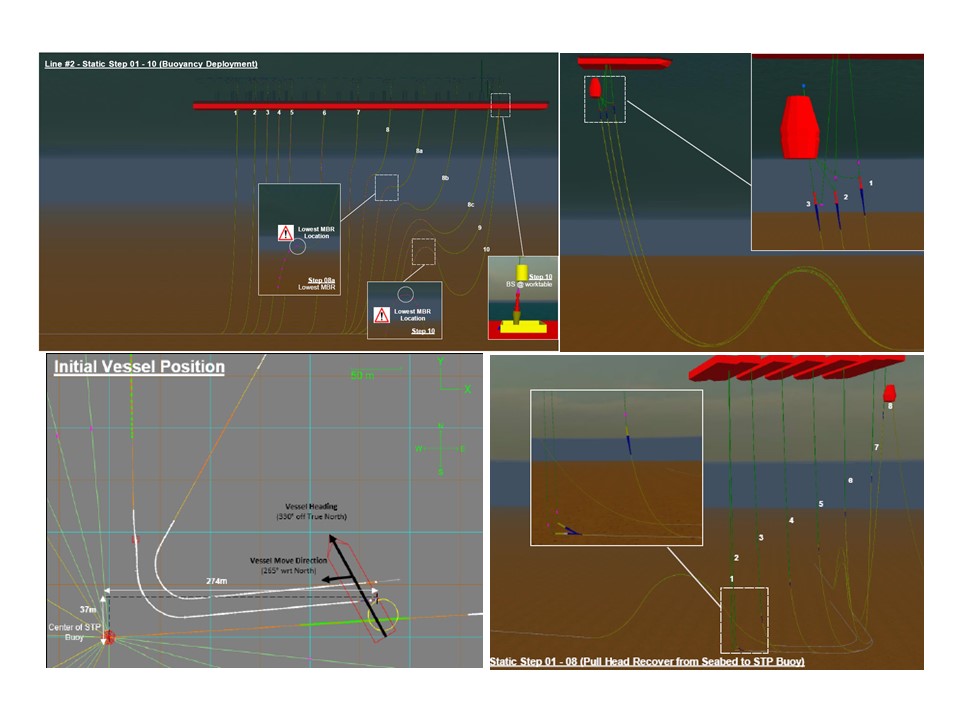 Line #2 - Static Step 01 - 10 (Buoyancy Deployment)
1 2 3 4 5 6 7
8
8a
8b
8c
9
10
Lowest MBR
Location
Step 08a
Lowest MBR
Lowest MBR
Location
Step 10
Step 10
BS @ worktable
1
2
3
Initial Vessel Position
50 m
Y
X
N
W
E
S
Vessel Heading
(330° off True North)
Vessel Move Direction
(265° wrt North)
274m
37m
Center of STP
Buoy
8
7
6
5
4
3
2
1
Static Step 01 - 08 (Pull Head Recover from Seabed to STP Buoy)